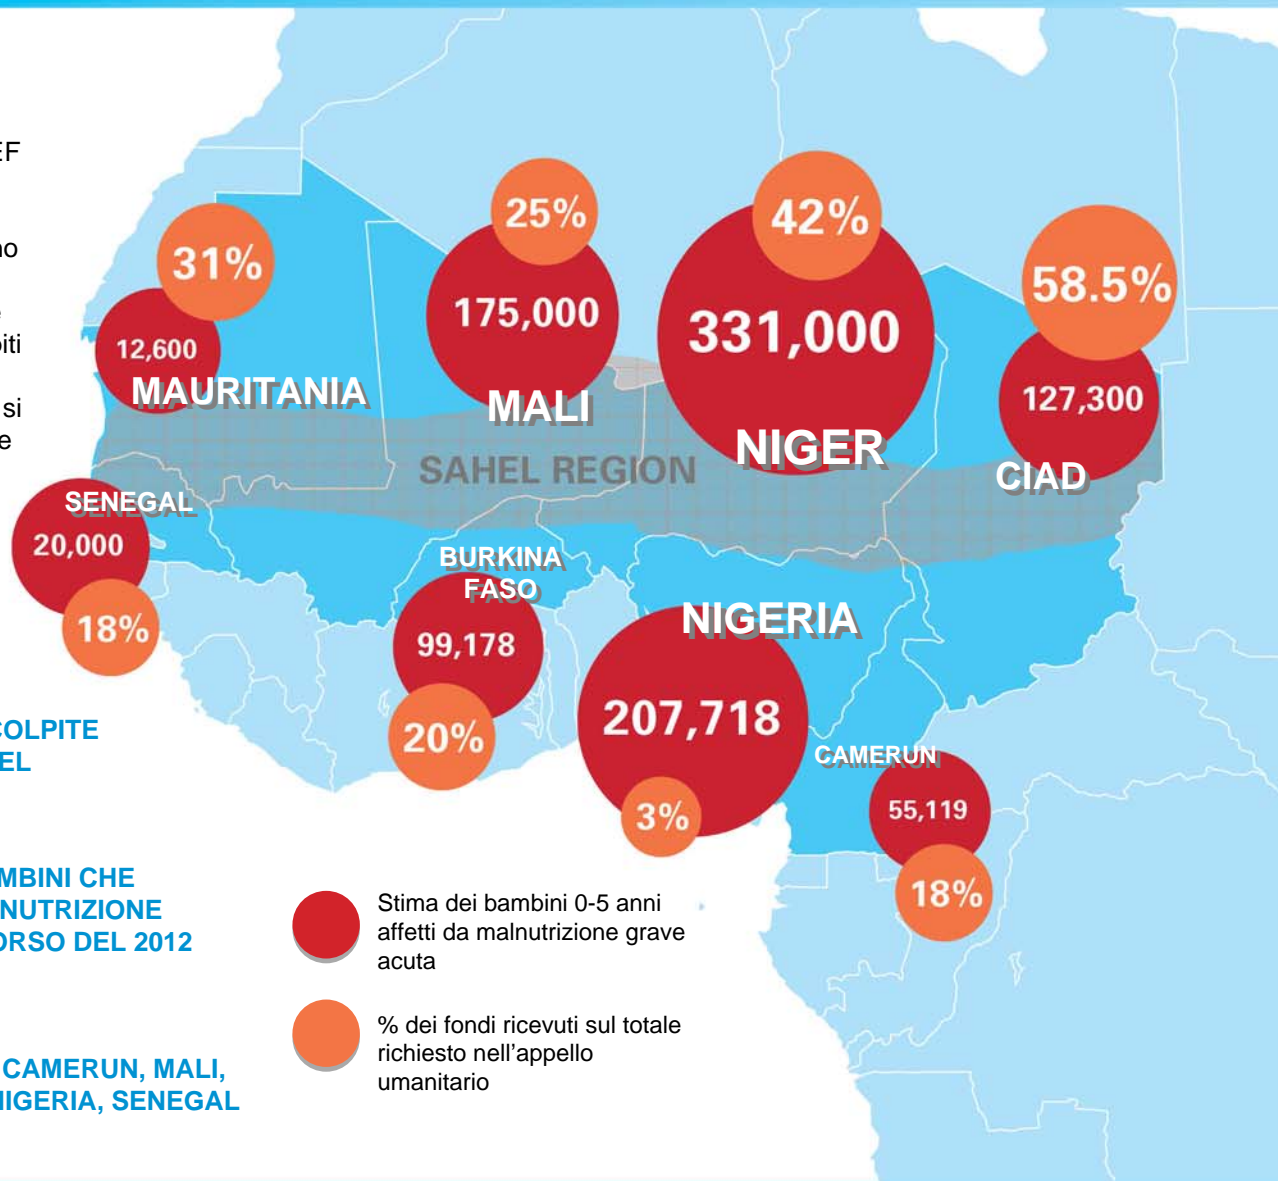 EF
no
e
iti
si
e
31%
12,600
MAURITANIA
25%
175,000
MALI
42%
331,000
NIGER
58.5%
127,300
CIAD
SAHEL REGION
SENEGAL
20,000
18%
BURKINA
FASO
99,178
20%
NIGERIA
207,718
3%
CAMERUN
55,119
18%
COLPITE
EL
MBINI CHE
NUTRIZIONE
ORSO DEL 2012
CAMERUN, MALI,
NIGERIA, SENEGAL
Stima dei bambini 0-5 anni
affetti da malnutrizione grave
acuta
% dei fondi ricevuti sul totale
richiesto nell'appello
umanitario